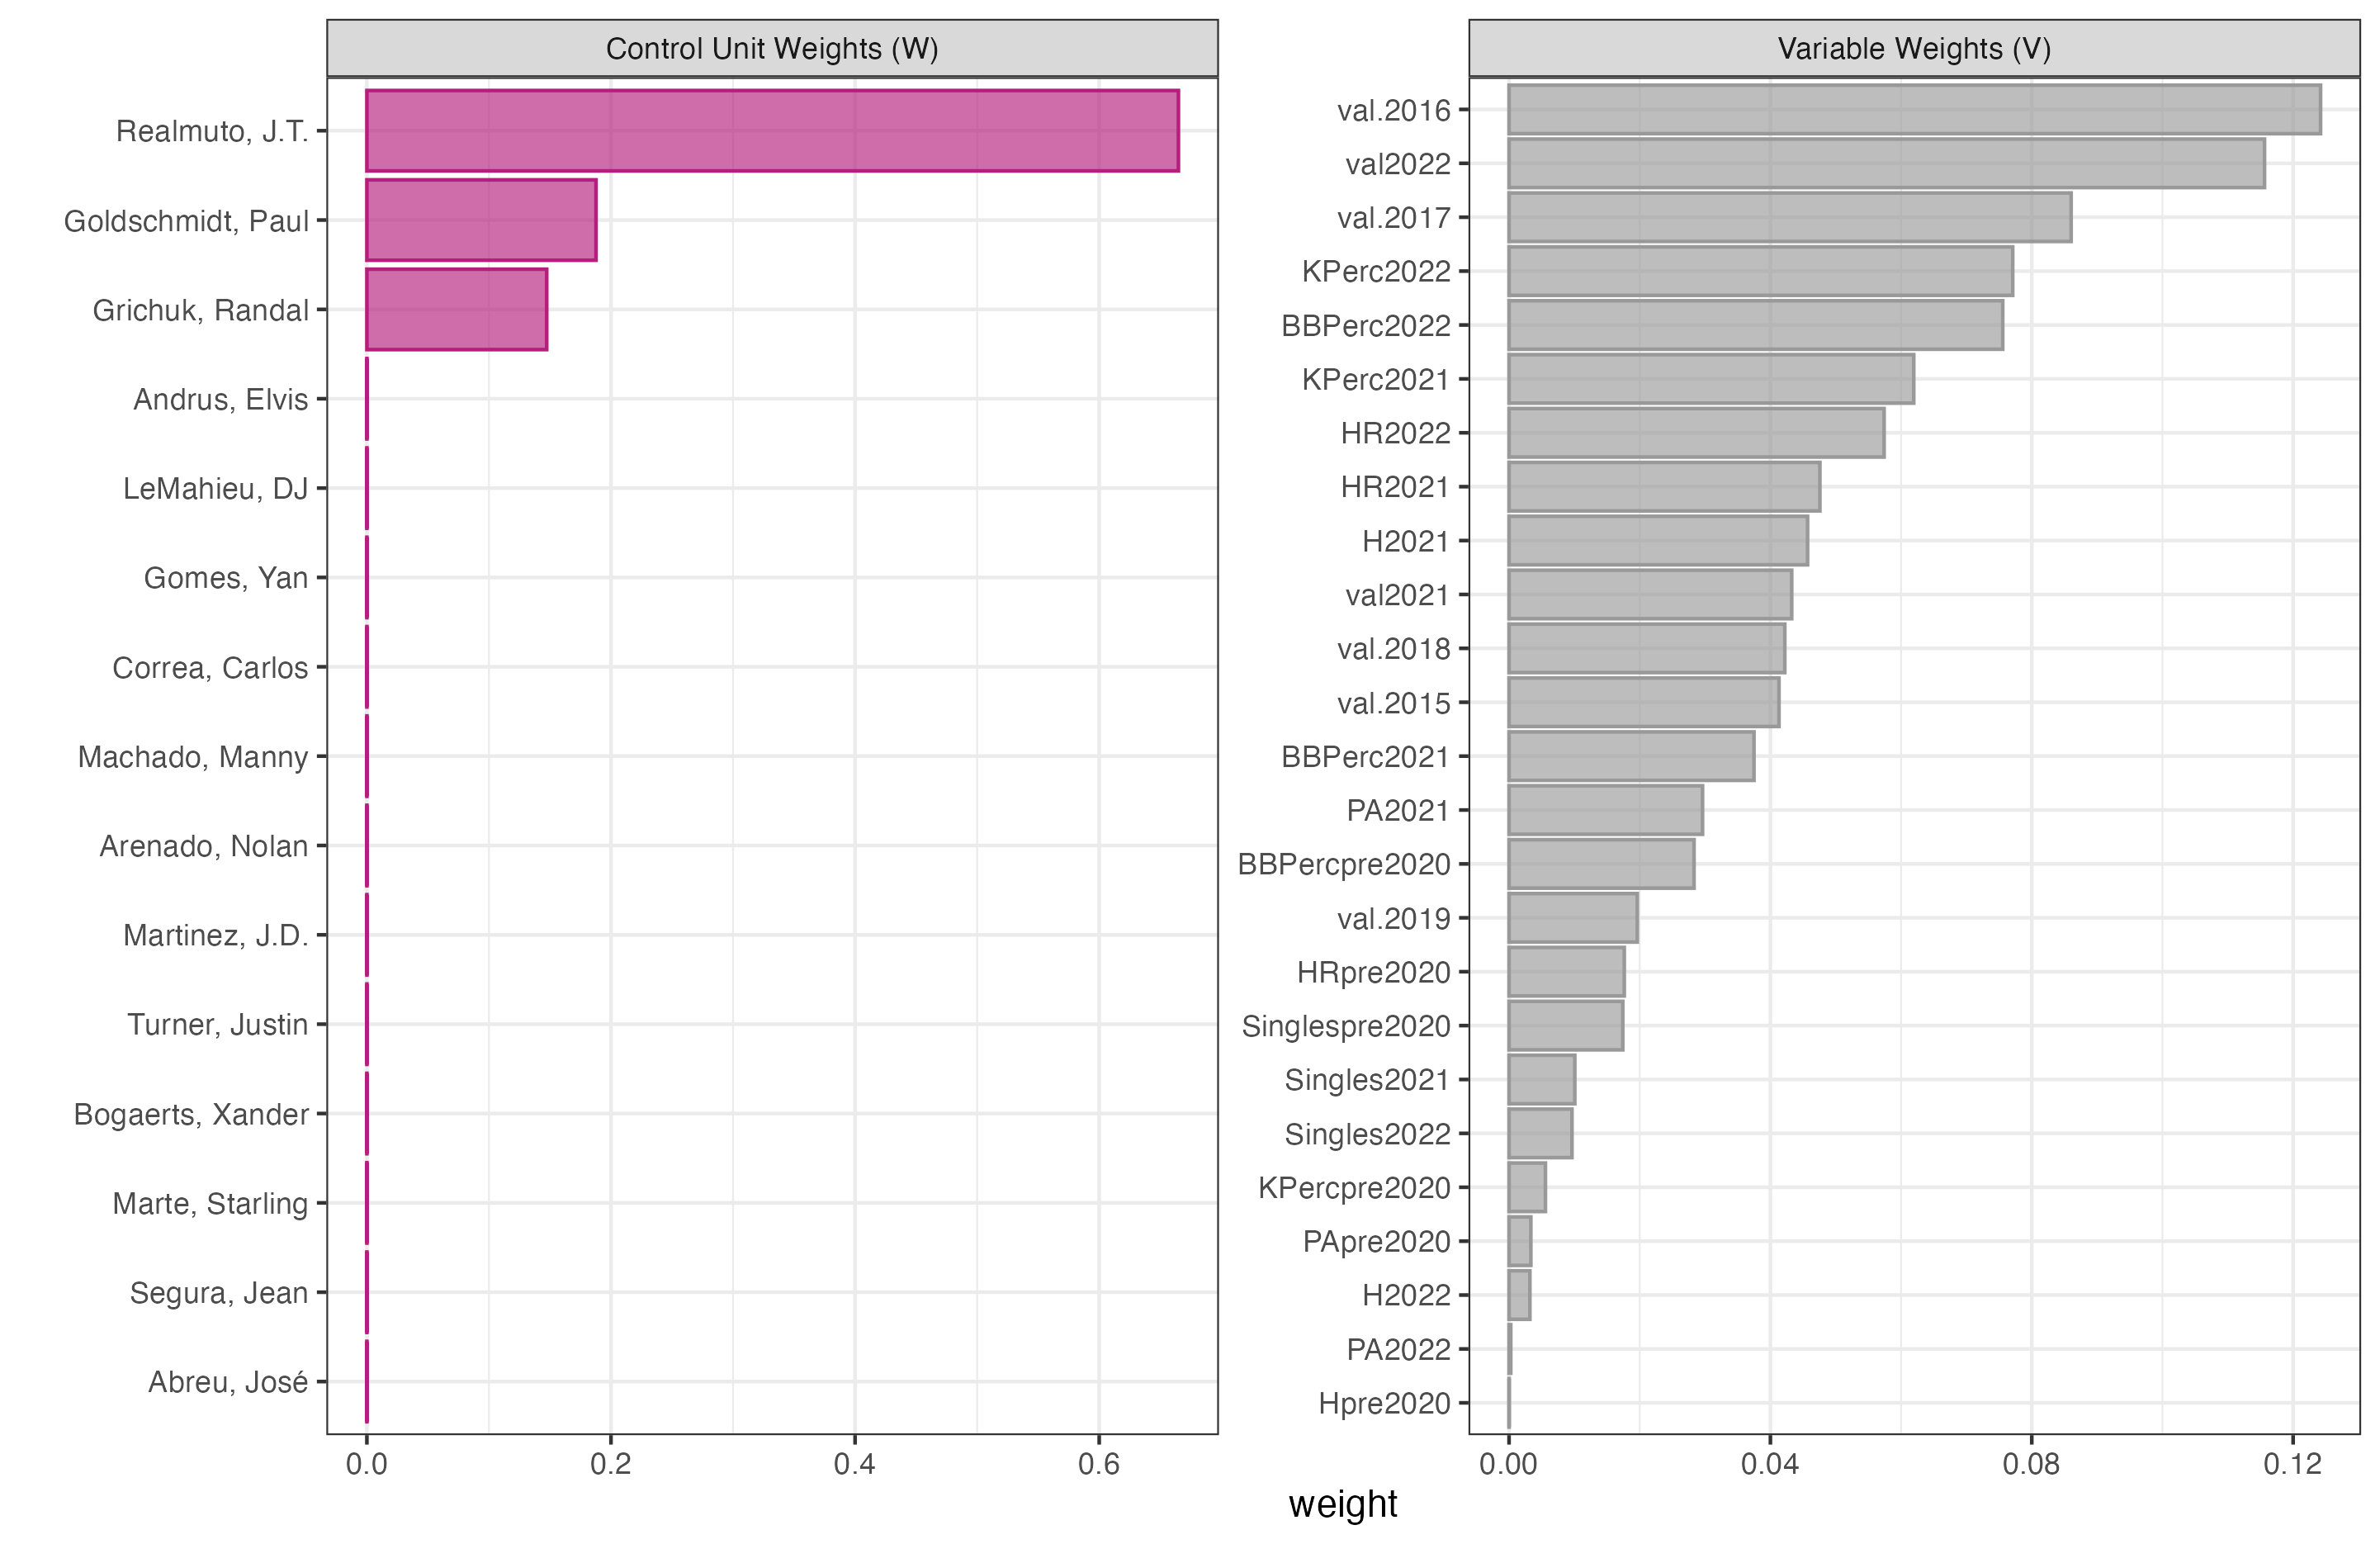 Control Unit Weights (W)
Realmuto, J.T.
Goldschmidt, Paul
Grichuk, Randal
Andrus, Elvis
LeMahieu, DJ
Gomes, Yan
Correa, Carlos
Machado, Manny
Arenado, Nolan
Martinez, J.D.
Turner, Justin
Bogaerts, Xander
Marte, Starling
Segura, Jean
Abreu, José
0.0 0.2 0.4 0.6
Variable Weights (V)
val.2016
val2022
val.2017
KPerc2022
BBPerc2022
KPerc2021
HR2022
HR2021
H2021
val2021
val.2018
val.2015
BBPerc2021
PA2021
BBPercpre2020
val.2019
HRpre2020
Singlespre2020
Singles2021
Singles2022
KPercpre2020
PApre2020
H2022
PA2022
Hpre2020
0.00 0.04 0.08 0.12
weight